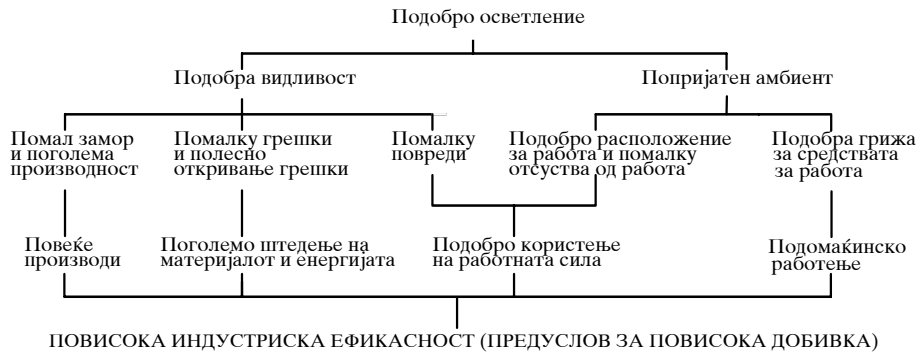 Подобро осветление
Подобра видливост
Попријатен амбиент
Помал замор
и поголема
производност
Помалку грешки
и полесно
откривање грешки
Помалку
повреди
Подобро расположение
за работа и помалку
отсуства од работа
Подобра грижа
за средствата
за работа
Повеќе
производи
Поголемо штедење на
материјалот и енергијата
Подобро користење
на работната сила
Подомаќинско
работење
ПОВИСОКА ИНДУСТРИСКА ЕФИКАСНОСТ (ПРЕДУСЛОВ ЗА ПОВИСОКА ДОБИВКА)